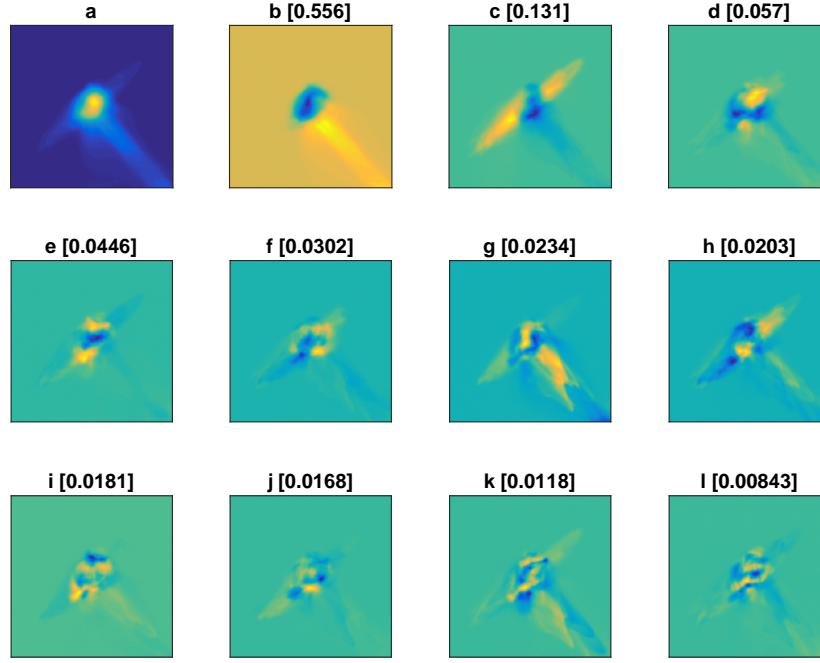 a
b [0.556]
c [0.131]
d [0.057]
e [0.0446]
f [0.0302]
g [0.0234]
h [0.0203]
i [0.0181]
j [0.0168]
k [0.0118]
l [0.00843]